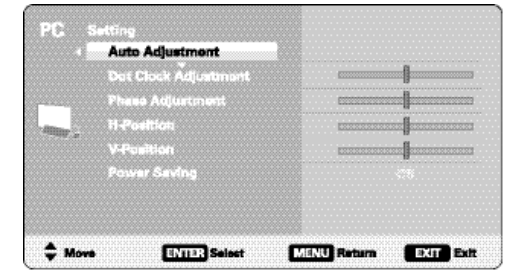 PC Setting
Auto Adjustment
Dot Clock Adjustment
Phase Adjustment
H-Position
V-Position
Power Saving
Move ENTER Select MENU Return EXIT Exit